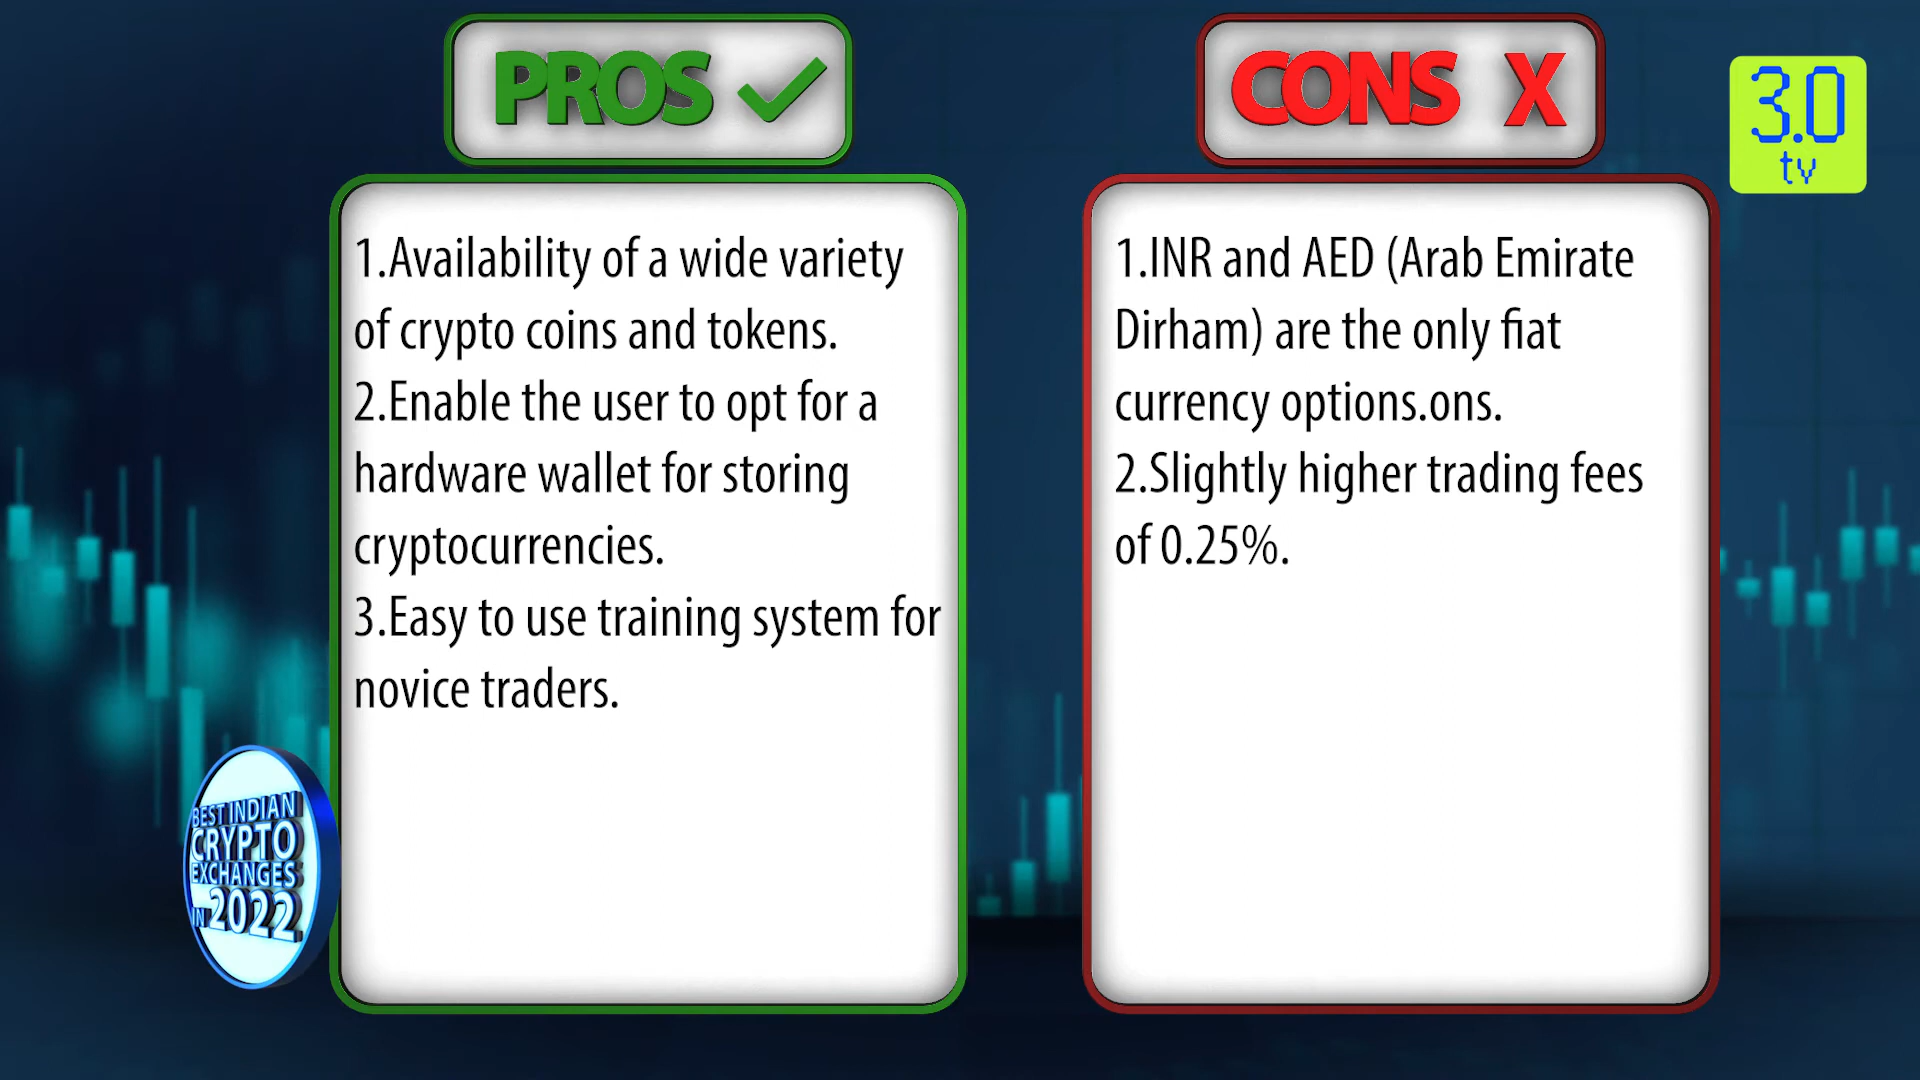 PROS
CONS X
3.0
tv
1.Availability of a wide variety
of crypto coins and tokens.
2.Enable the user to opt for a
hardware wallet for storing
cryptocurrencies.
3.Easy to use training system for
novice traders.
1.INR and AED (Arab Emirate
Dirham) are the only fiat
currency options.ons.
2.Slightly higher trading fees
of 0.25%.
BEST INDIAN
CRYPTO
EXCHANGES
IN 2022